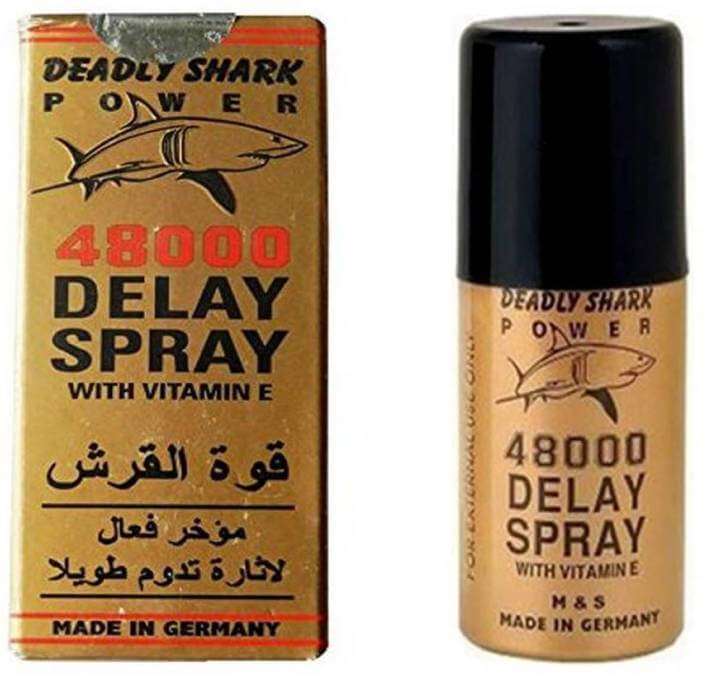 DEADLY SHARK
POWER
48000
DELAY
SPRAY
WITH VITAMIN E
قوة القرش
مؤخر فعال
لاثارة تدوم طويلا
MADE IN GERMANY
DEADLY SHARK
POWER
FOR EXTERNAL USE ONLY
48000
DELAY
SPRAY
WITH VITAMIN E
M & S
MADE IN GERMANY